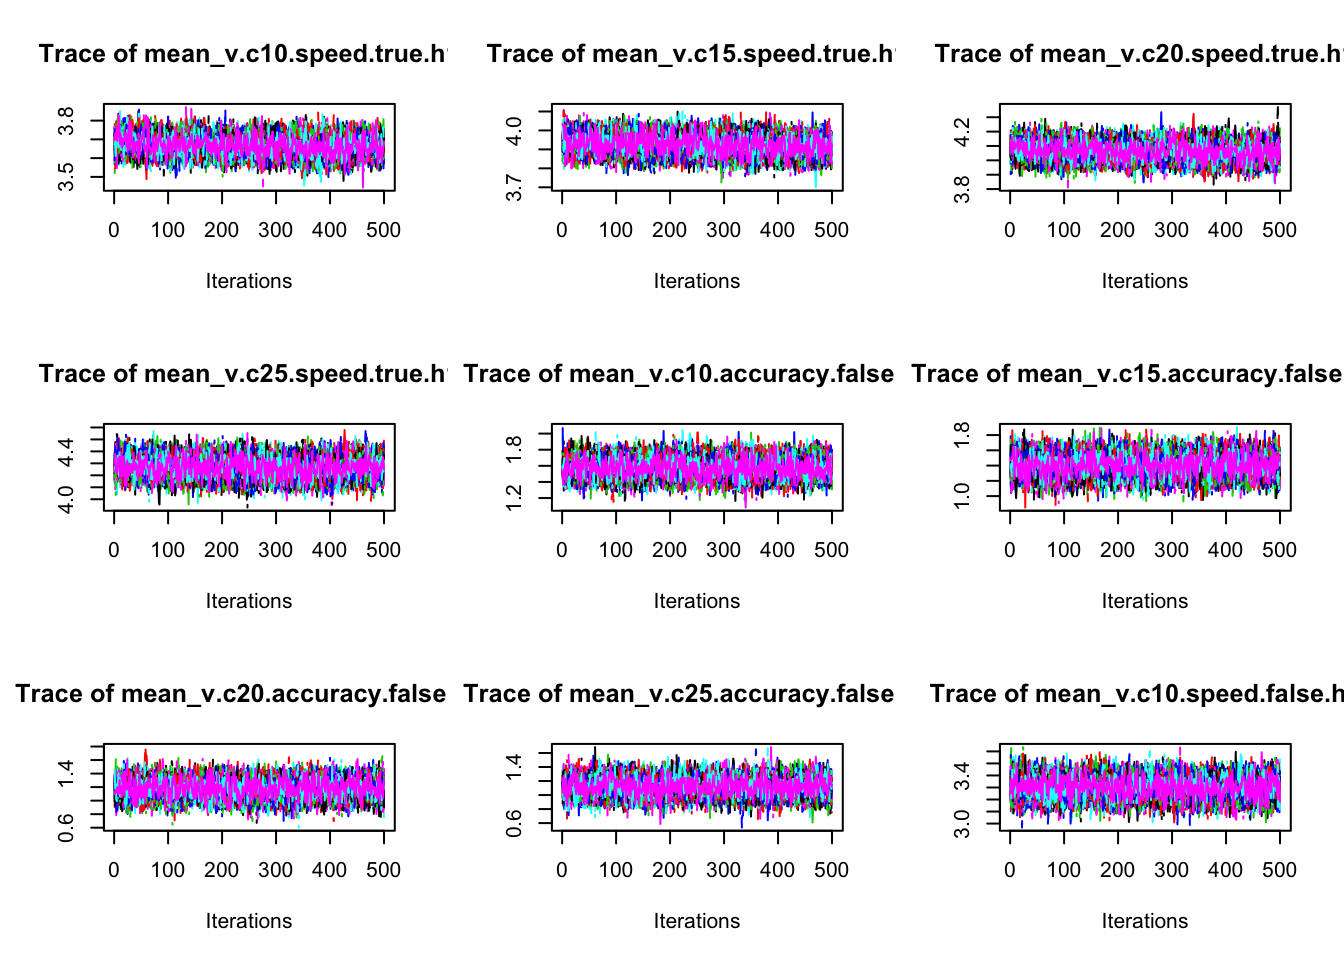 Trace of mean_v.c10.speed.true.h
3.5 3.8
0 100 200 300 400 500
Iterations
Trace of mean_v.c15.speed.true.h
3.7 4.0
0 100 200 300 400 500
Iterations
Trace of mean_v.c20.speed.true.h
3.8 4.2
0 100 200 300 400 500
Iterations
Trace of mean_v.c25.speed.true.h
4.0 4.4
0 100 200 300 400 500
Iterations
Trace of mean_v.c10.accuracy.false
1.2 1.8
0 100 200 300 400 500
Iterations
Trace of mean_v.c15.accuracy.false
1.0 1.8
0 100 200 300 400 500
Iterations
Trace of mean_v.c20.accuracy.false
0.6 1.4
0 100 200 300 400 500
Iterations
Trace of mean_v.c25.accuracy.false
0.6 1.4
0 100 200 300 400 500
Iterations
Trace of mean_v.c10.speed.false.h
3.0 3.4
0 100 200 300 400 500
Iterations